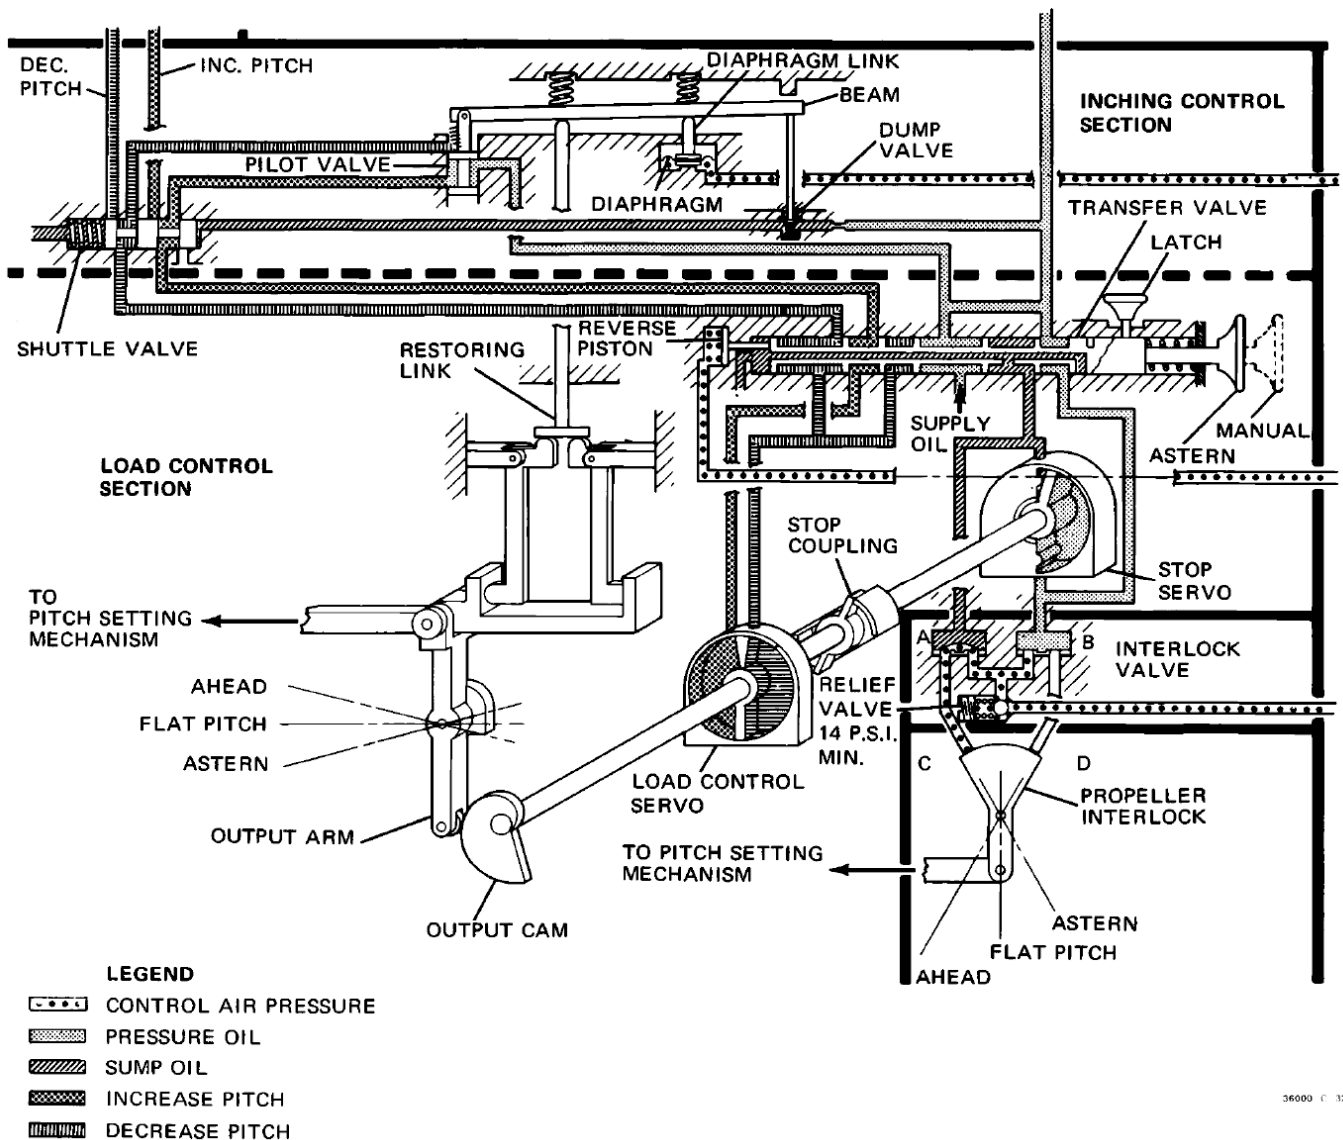 DEC.
PITCH
INC. PITCH
DIAPHRAGM LINK
BEAM
INCHING CONTROL
SECTION
DUMP
VALVE
PILOT VALVE
DIAPHRAGM
TRANSFER VALVE
LATCH
SHUTTLE VALVE
REVERSE
PISTON
RESTORING
LINK
SUPPLY
OIL
MANUAL
ASTERN
LOAD CONTROL
SECTION
STOP
COUPLING
STOP
SERVO
TO
PITCH SETTING
MECHANISM
A
B
INTERLOCK
VALVE
AHEAD
FLAT PITCH
ASTERN
RELIEF
VALVE
14 P.S.I.
MIN.
C
D
LOAD CONTROL
SERVO
PROPELLER
INTERLOCK
OUTPUT ARM
TO PITCH SETTING
MECHANISM
OUTPUT CAM
ASTERN
FLAT PITCH
AHEAD
LEGEND
CONTROL AIR PRESSURE
PRESSURE OIL
SUMP OIL
INCREASE PITCH
DECREASE PITCH
36000 C